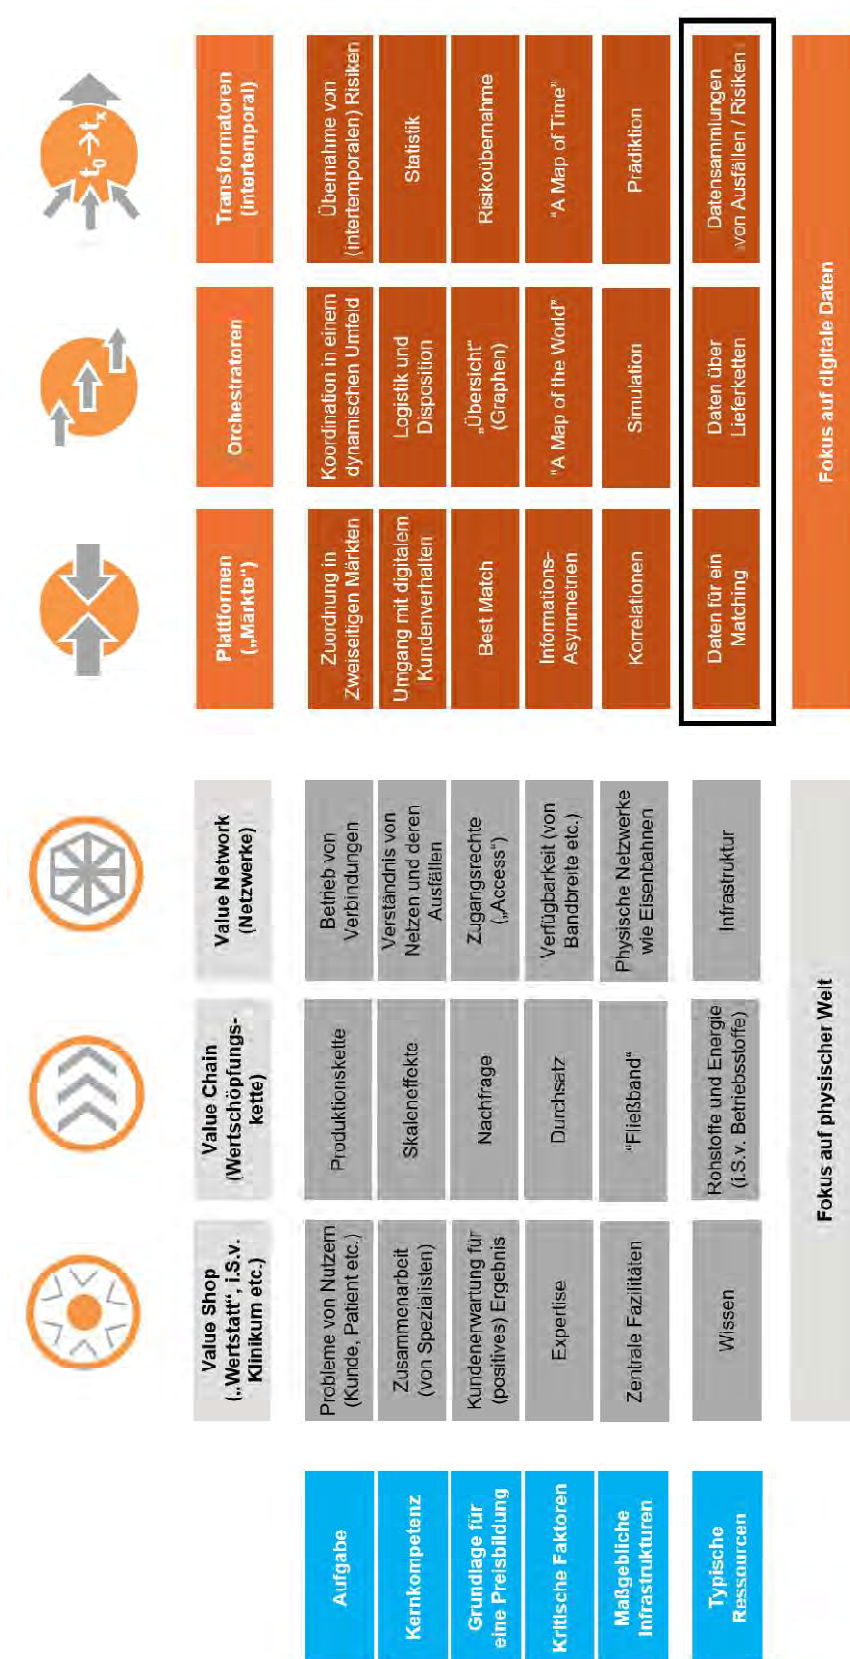 Value Shop
(„Wertstatt“, i.S.v.
Klinikum etc.)
Value Chain
(Wertschöpfungs-
kette)
Value Network
(Netzwerke)
Plattformen
(„Märkte“)
Orchestratoren
Transformatoren
(intertemporal)
t₀→tₓ
Aufgabe
Probleme von Nutzern
(Kunde, Patient etc.)
Produktionskette
Betrieb von
Verbindungen
Zuordnung in
Zweiseitigen Märkten
Koordination in einem
dynamischen Umfeld
Übernahme von
(intertemporalen) Risiken
Kernkompetenz
Zusammenarbeit
(von Spezialisten)
Skaleneffekte
Verständnis von
Netzen und deren
Ausfällen
Umgang mit digitalem
Kundenverhalten
Logistik und
Disposition
Statistik
Grundlage für
eine Preisbildung
Kundenerwartung für
(positives) Ergebnis
Nachfrage
Zugangsrechte
(„Access“)
Best Match
„Übersicht“
(Graphen)
Risikoübernahme
Kritische Faktoren
Expertise
Durchsatz
Verfügbarkeit (von
Bandbreite etc.)
Informations-
Asymmetrien
“A Map of the World”
“A Map of Time”
Maßgebliche
Infrastrukturen
Zentrale Fazilitäten
“Fließband“
Physische Netzwerke
wie Eisenbahnen
Korrelationen
Simulation
Prädiktion
Typische
Ressourcen
Wissen
Rohstoffe und Energie
(i.S.v. Betriebsstoffe)
Infrastruktur
Daten für ein
Matching
Daten über
Lieferketten
Datensammlungen
von Ausfällen / Risiken
Fokus auf physischer Welt
Fokus auf digitale Daten